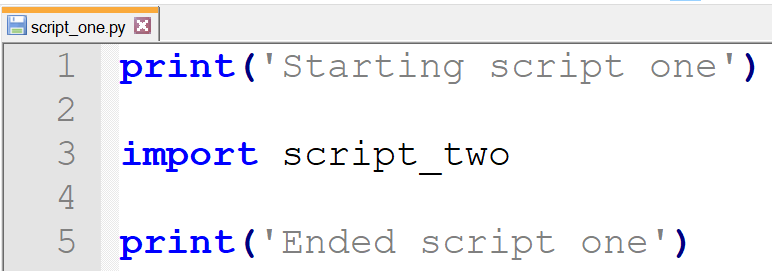 script_one.py
1 print('Starting script one')
2
3 import script_two
4
5 print('Ended script one')